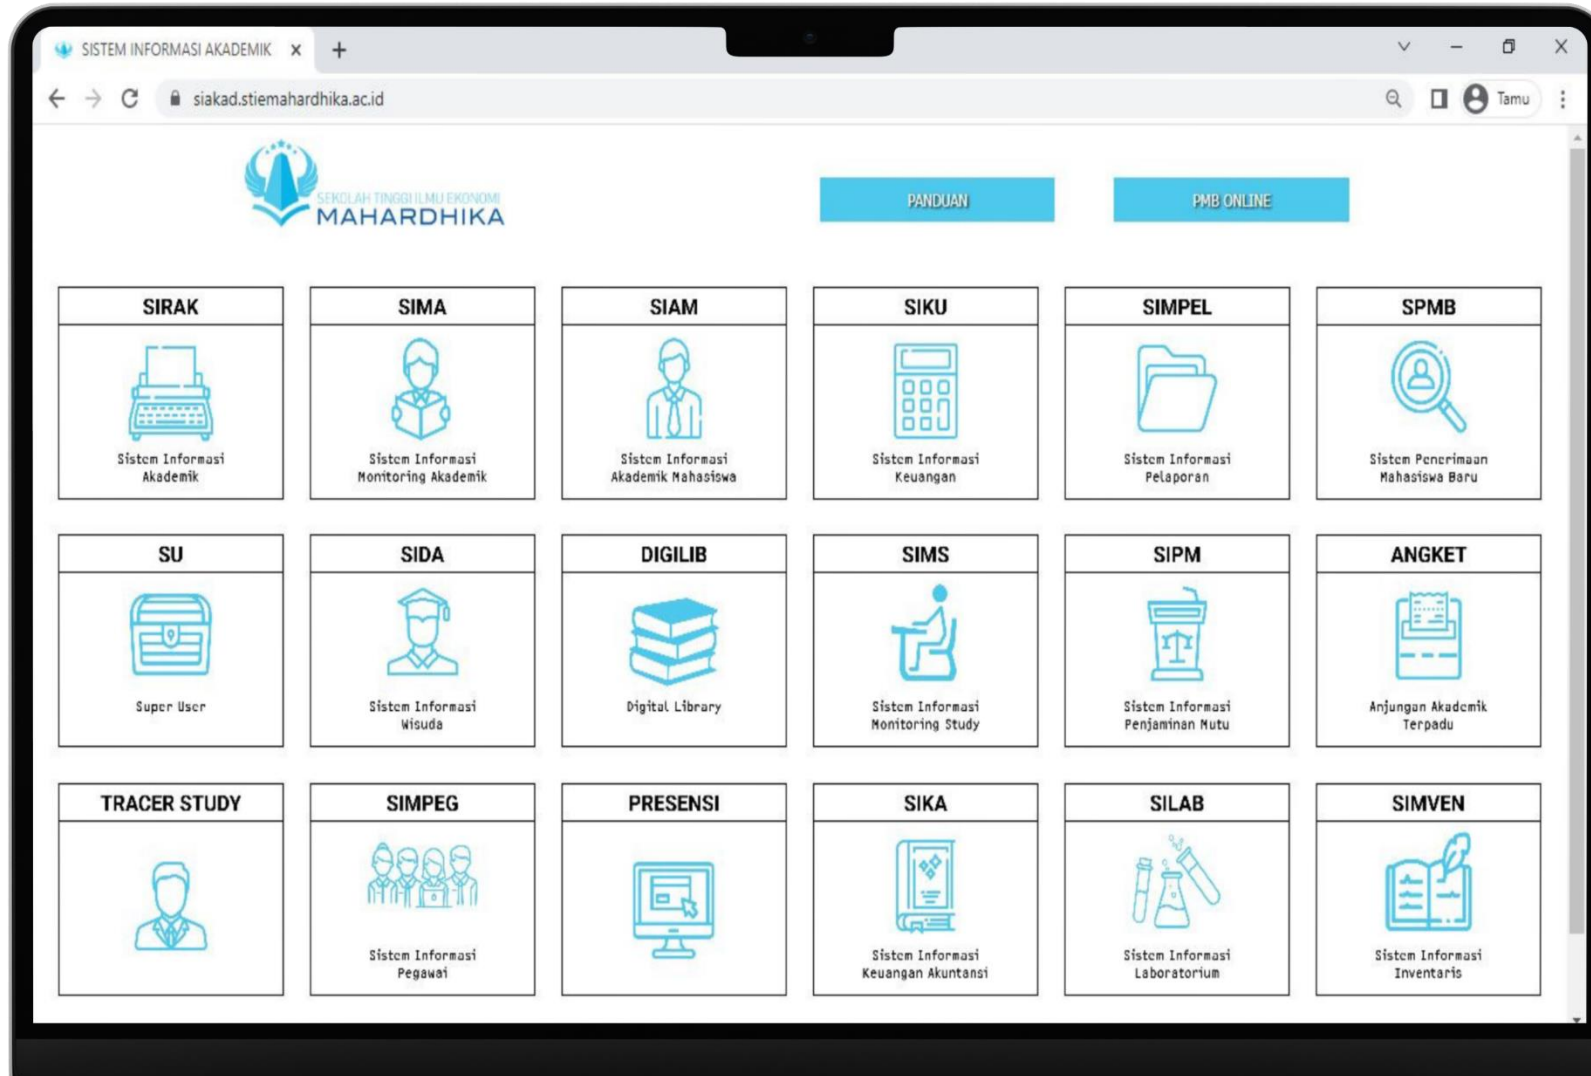 SISTEM INFORMASI AKADEMIK
siakad.stiemahardhika.ac.id
Tamu
SEKOLAH TINGGI ILMU EKONOMI
MAHARDHIKA
PANDUAN
PMB ONLINE
SIRAK
Sistem Informasi
Akademik
SIMA
Sistem Informasi
Monitoring Akademik
SIAM
Sistem Informasi
Akademik Mahasiswa
SIKU
Sistem Informasi
Keuangan
SIMPEL
Sistem Informasi
Pelaporan
SPMB
Sistem Penerimaan
Mahasiswa Baru
SU
Super User
SIDA
Sistem Informasi
Wisuda
DIGILIB
Digital Library
SIMS
Sistem Informasi
Monitoring Study
SIPM
Sistem Informasi
Penjaminan Mutu
ANGKET
Anjungan Akademik
Terpadu
TRACER STUDY
SIMPEG
Sistem Informasi
Pegawai
PRESENSI
SIKA
Sistem Informasi
Keuangan Akuntansi
SILAB
Sistem Informasi
Laboratorium
SIMVEN
Sistem Informasi
Inventaris